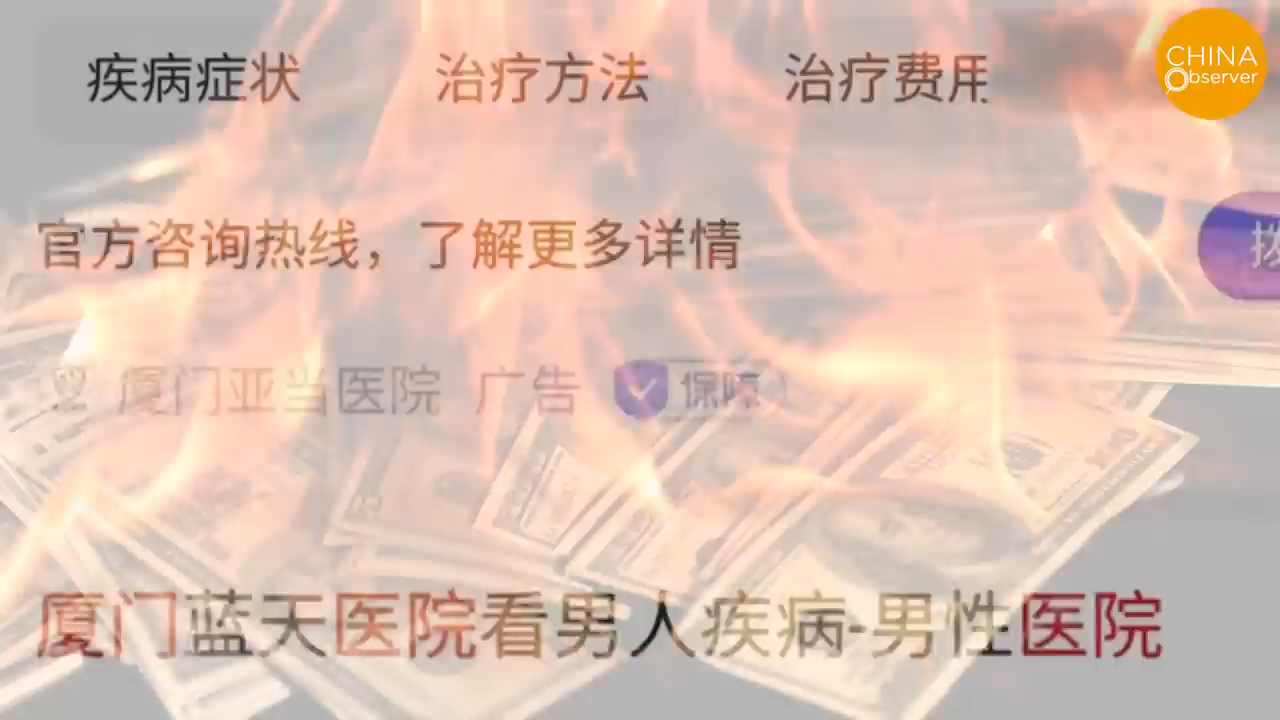 疾病症状 治疗方法 治疗费用
CHINA
Observer
官方咨询热线，了解更多详情
拨
厦门亚当医院 广告 保障
厦门蓝天医院看男人疾病-男性医院